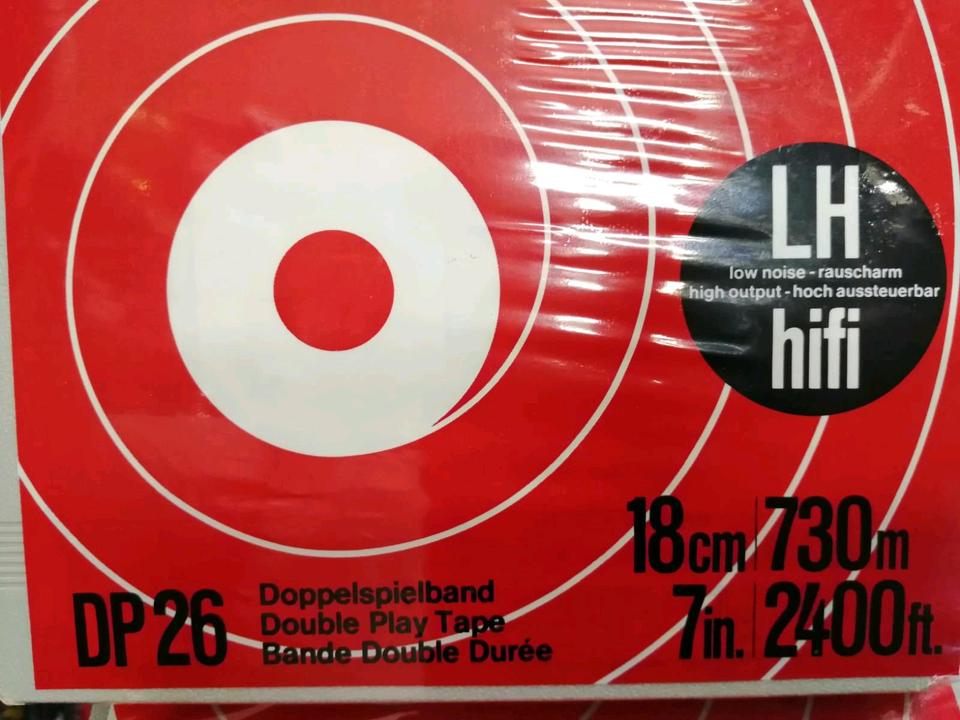 LH
low noise - rauscharm
high output - hoch aussteuerbar
hifi
18cm 730m
7in. 2400ft.
DP 26
Doppelspielband
Double Play Tape
Bande Double Durée